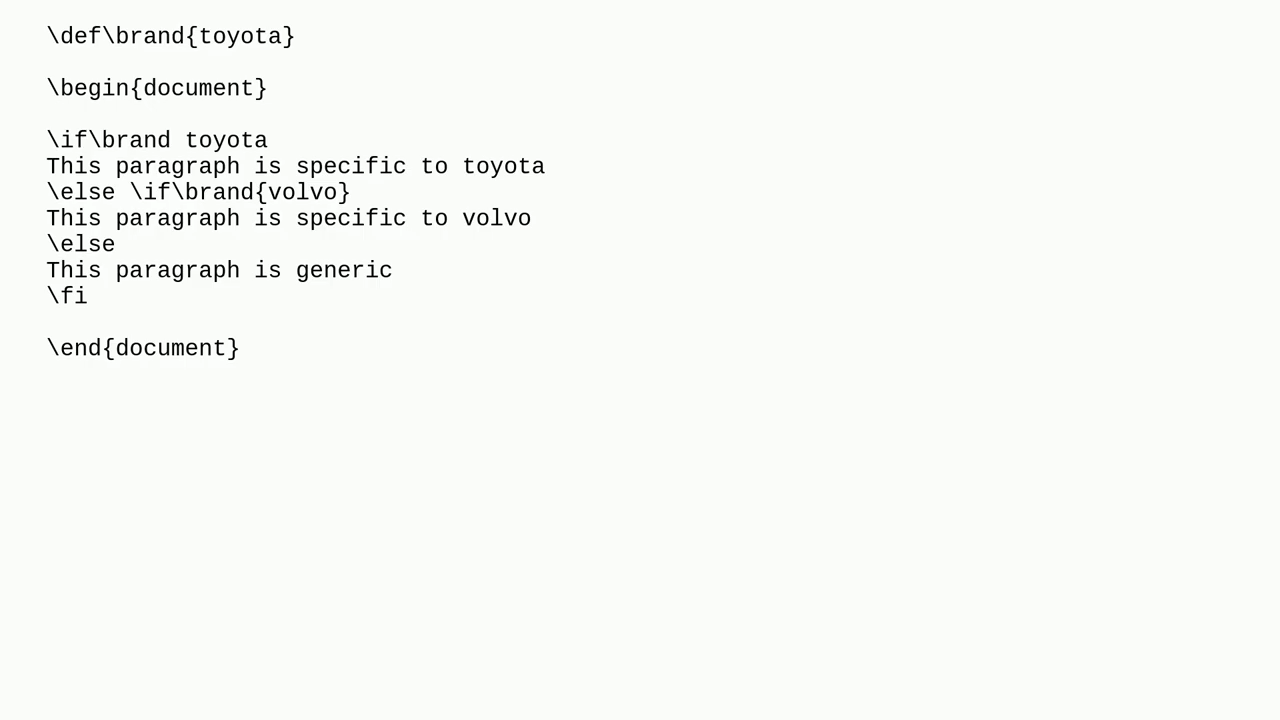 \def\brand{toyota}
\begin{document}
\if\brand toyota
This paragraph is specific to toyota
\else \if\brand{volvo}
This paragraph is specific to volvo
\else
This paragraph is generic
\fi
\end{document}